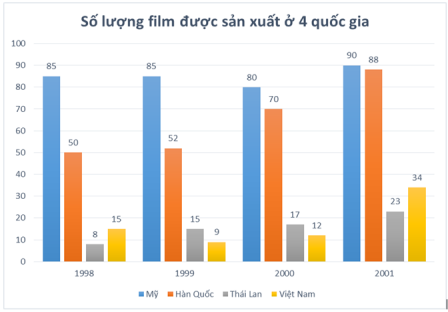 Số lượng film được sản xuất ở 4 quốc gia
100
90
80
70
60
50
40
30
20
10
0
85 50 8 15
85 52 15 9
80 70 17 12
90 88 23 34
1998 1999 2000 2001
Mỹ Hàn Quốc Thái Lan Việt Nam